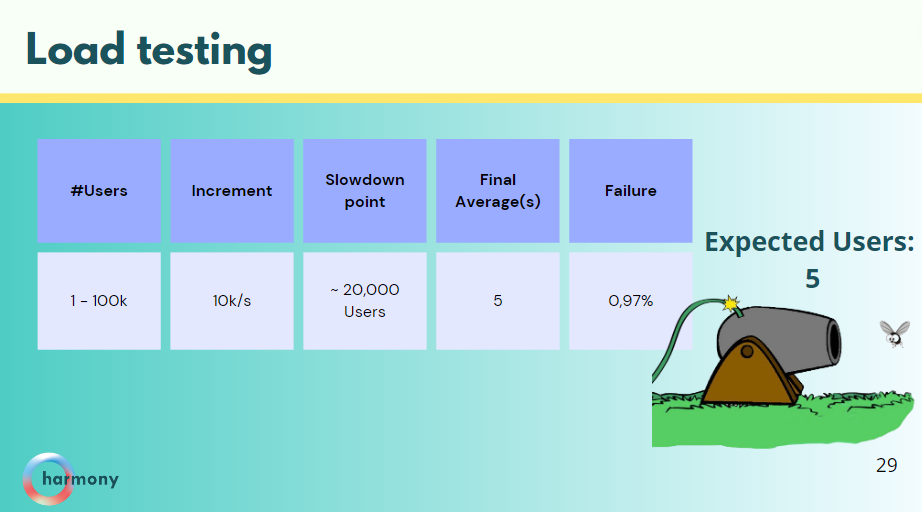 Load testing
#Users
Increment
Slowdown
point
Final
Average(s)
Failure
1 - 100k
10k/s
~ 20,000
Users
5
0,97%
Expected Users:
5
harmony
29